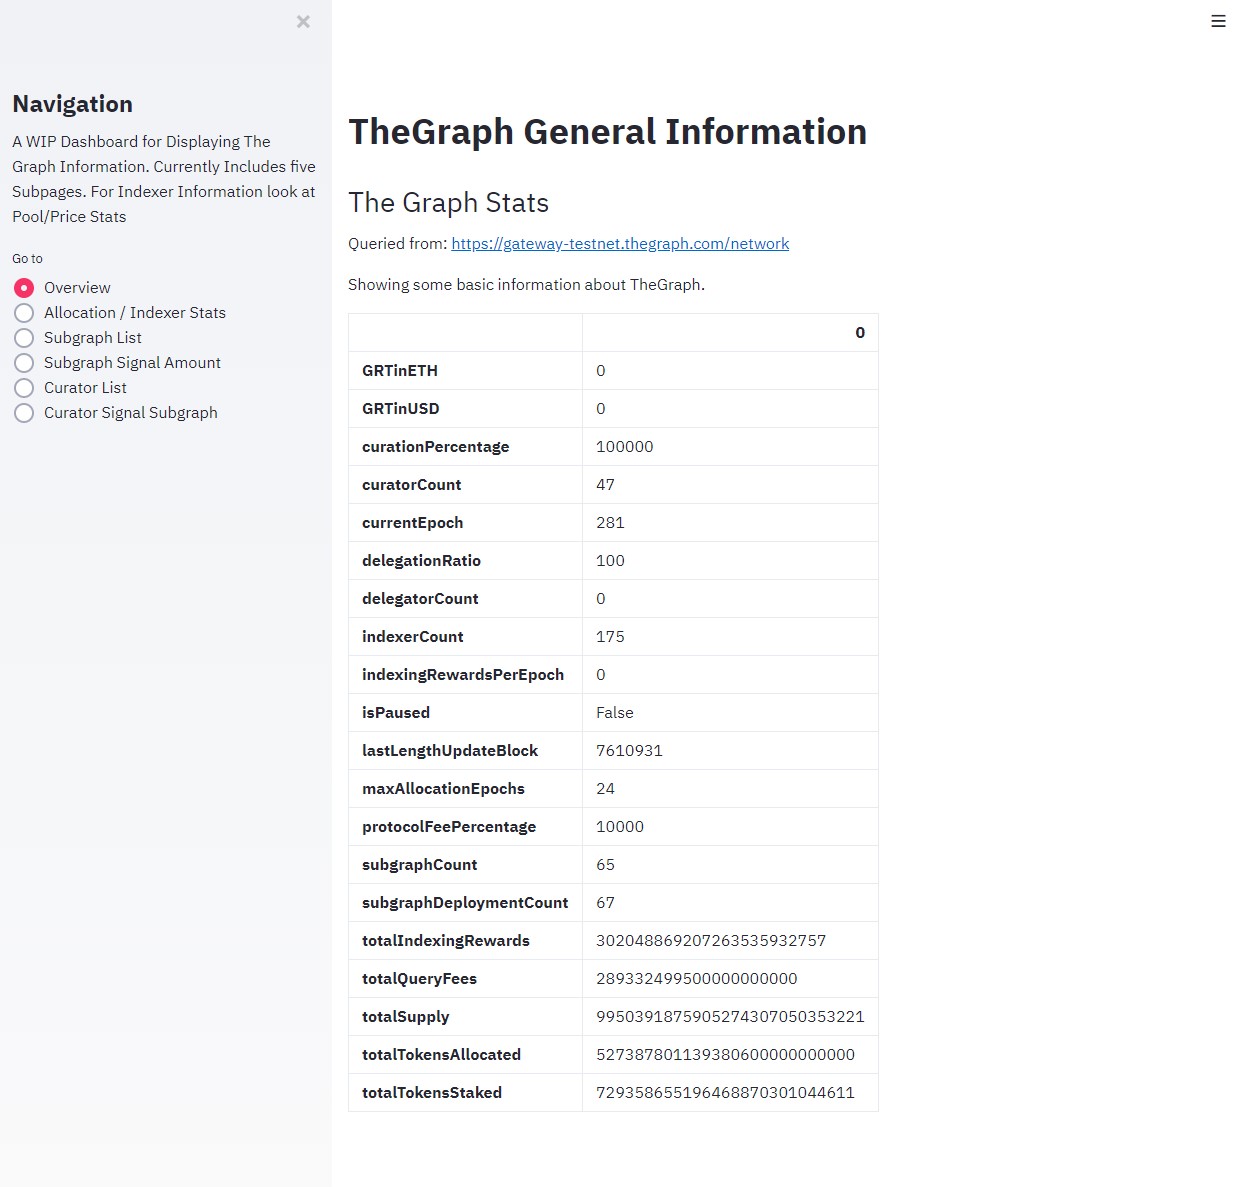 Navigation
A WIP Dashboard for Displaying The
Graph Information. Currently Includes five
Subpages. For Indexer Information look at
Pool/Price Stats
Go to
Overview
Allocation / Indexer Stats
Subgraph List
Subgraph Signal Amount
Curator List
Curator Signal Subgraph
TheGraph General Information
The Graph Stats
Queried from: https://gateway-testnet.thegraph.com/network
Showing some basic information about TheGraph.
0
GRTinETH 0
GRTinUSD 0
curationPercentage 100000
curatorCount 47
currentEpoch 281
delegationRatio 100
delegatorCount 0
indexerCount 175
indexingRewardsPerEpoch 0
isPaused False
lastLengthUpdateBlock 7610931
maxAllocationEpochs 24
protocolFeePercentage 10000
subgraphCount 65
subgraphDeploymentCount 67
totalIndexingRewards 302048869207263535932757
totalQueryFees 289332499500000000000
totalSupply 9950391875905274307050353221
totalTokensAllocated 527387801139380600000000000
totalTokensStaked 729358655196468870301044611